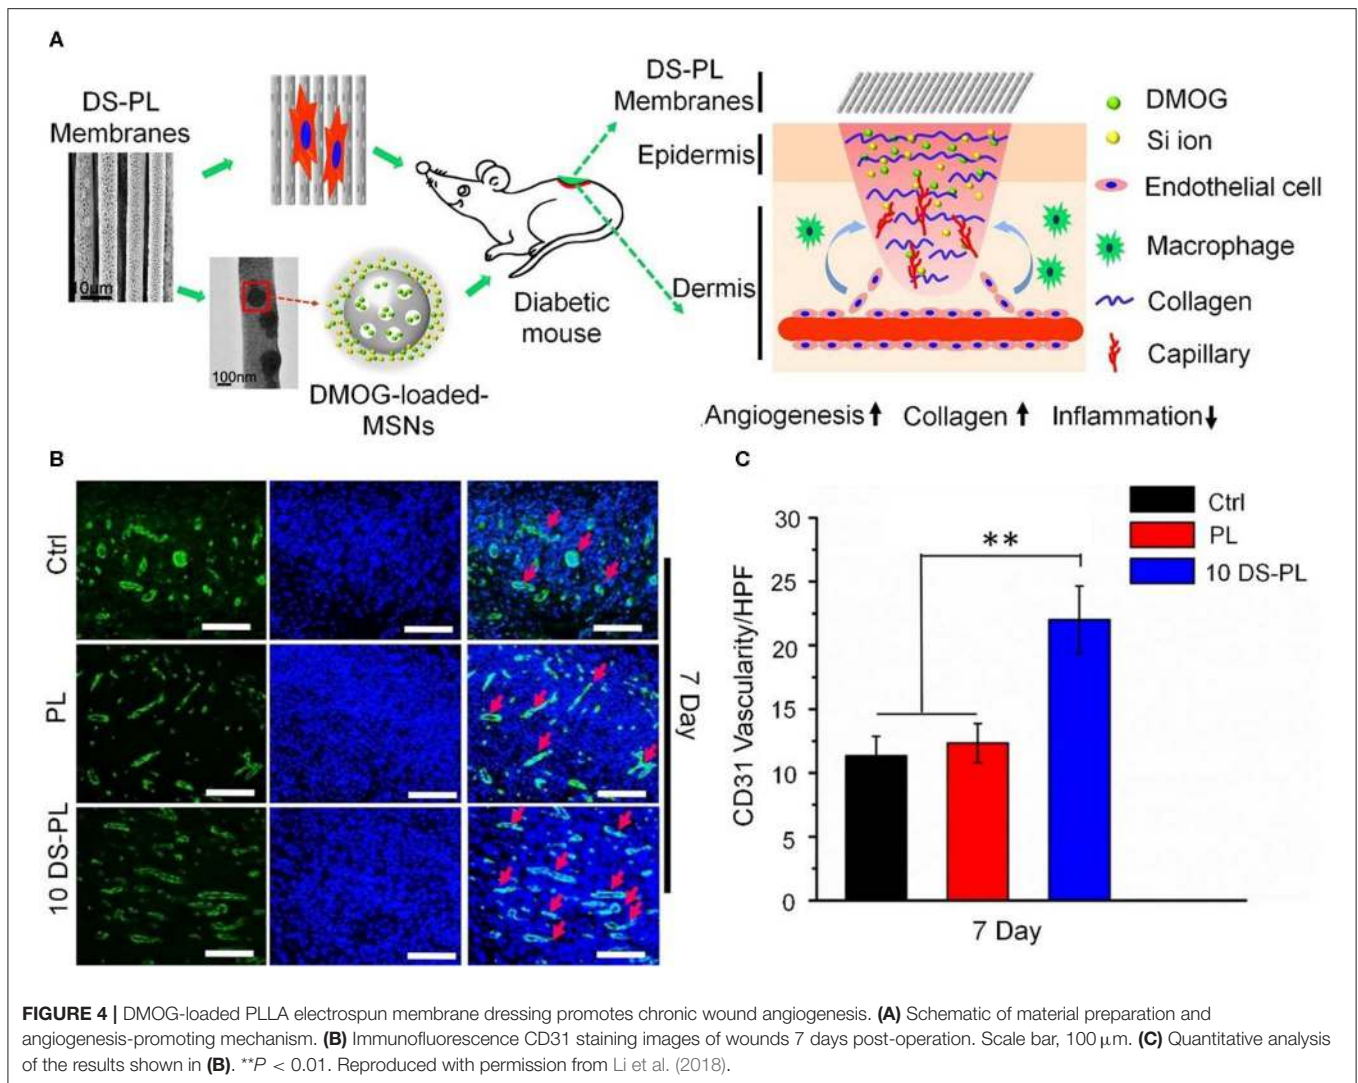 A
DS-PL
Membranes
10μm
100nm
DMOG-loaded-
MSNs
Diabetic
mouse
DS-PL
Membranes
Epidermis
Dermis
DMOG
Si ion
Endothelial cell
Macrophage
Collagen
Capillary
Angiogenesis↑ Collagen↑ Inflammation↓
B
Ctrl
PL
10 DS-PL
7 Day
C
Ctrl
PL
10 DS-PL
**
CD31 Vascularity/HPF
30
25
20
15
10
5
0
7 Day
FIGURE 4 | DMOG-loaded PLLA electrospun membrane dressing promotes chronic wound angiogenesis. (A) Schematic of material preparation and
angiogenesis-promoting mechanism. (B) Immunofluorescence CD31 staining images of wounds 7 days post-operation. Scale bar, 100 μm. (C) Quantitative analysis
of the results shown in (B). **P < 0.01. Reproduced with permission from Li et al. (2018).